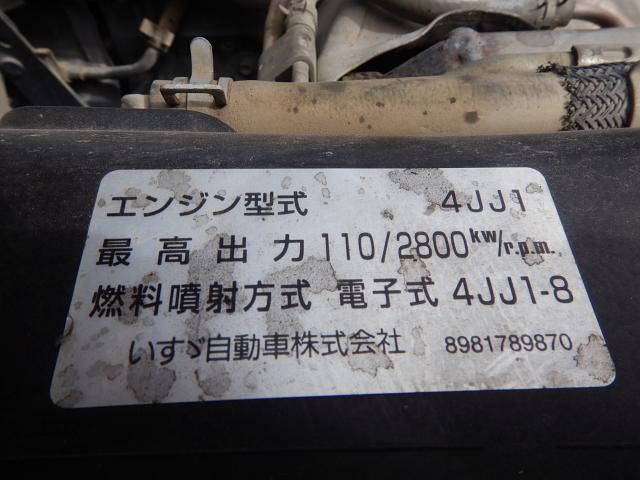 エンジン型式 4JJ1
最高出力 110/2800kW/r.p.m.
燃料噴射方式 電子式 4JJ1-8
いすゞ自動車株式会社 8981789870